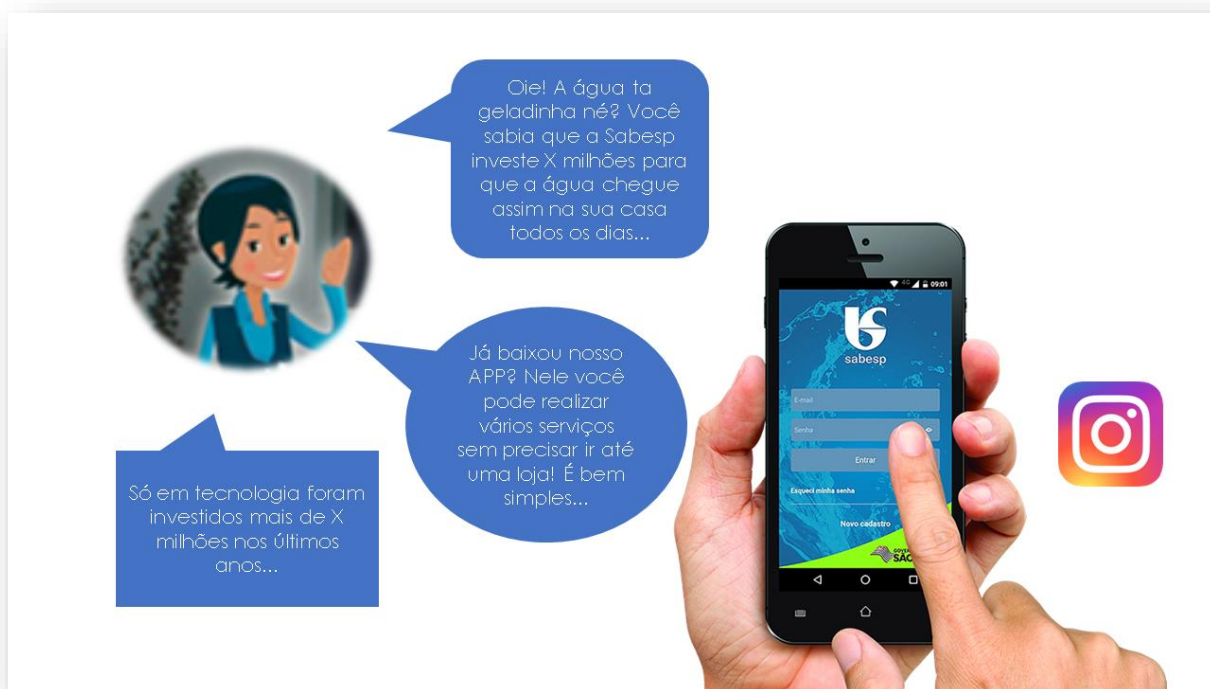 Oie! A água ta
geladinha né? Você
sabia que a Sabesp
investe X milhões para
que a água chegue
assim na sua casa
todos os dias...
Já baixou nosso
APP? Nele você
pode realizar
vários serviços
sem precisar ir até
uma loja! É bem
simples...
Só em tecnologia foram
investidos mais de X
milhões nos últimos
anos...
4G 09:01
sabesp
E-mail
Senha
Entrar
Esqueci minha senha
Novo cadastro